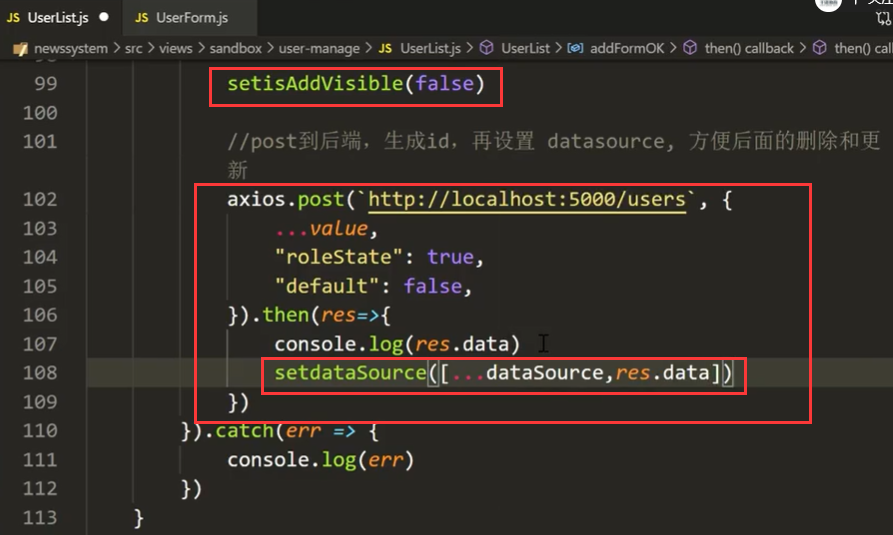 JS UserList.js ● JS UserForm.js
newssystem > src > views > sandbox > user-manage > JS UserList.js > UserList > addFormOK > then() callback > then() call
99 setisAddVisible(false)
100
101 //post到后端，生成id，再设置 datasource, 方便后面的删除和更
新
102 axios.post(`http://localhost:5000/users`, {
103 ...value,
104 "roleState": true,
105 "default": false,
106 }).then(res=>{
107 console.log(res.data)
108 setdataSource([...dataSource,res.data])
109 })
110 }).catch(err => {
111 console.log(err)
112 })
113 }